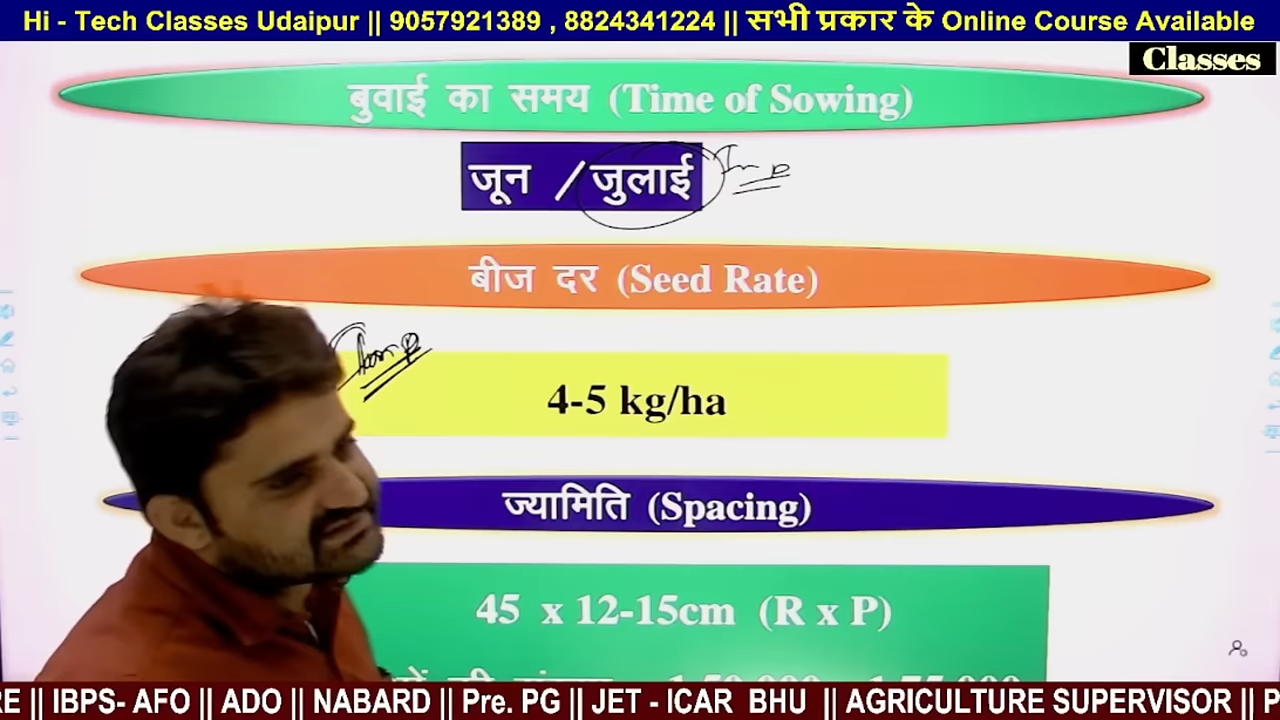 Hi - Tech Classes Udaipur || 9057921389 , 8824341224 || सभी प्रकार के Online Course Available
Classes
बुवाई का समय (Time of Sowing)
जून / जुलाई Imp
बीज दर (Seed Rate)
4-5 kg/ha
ज्यामिति (Spacing)
45 x 12-15cm (R x P)
RE || IBPS- AFO || ADO || NABARD || Pre. PG || JET - ICAR BHU || AGRICULTURE SUPERVISOR || P